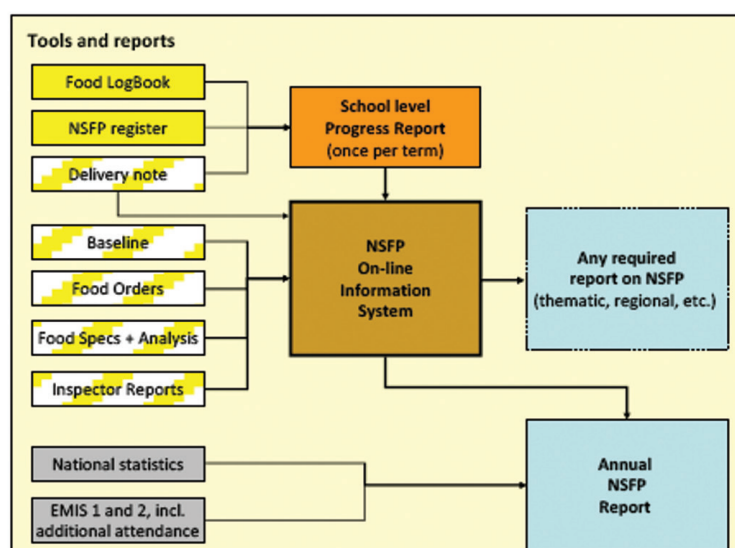 Tools and reports
Food LogBook
NSFP register
Delivery note
Baseline
Food Orders
Food Specs + Analysis
Inspector Reports
National statistics
EMIS 1 and 2, incl.
additional attendance
School level
Progress Report
(once per term)
NSFP
On-line
Information
System
Any required
report on NSFP
(thematic, regional, etc.)
Annual
NSFP
Report